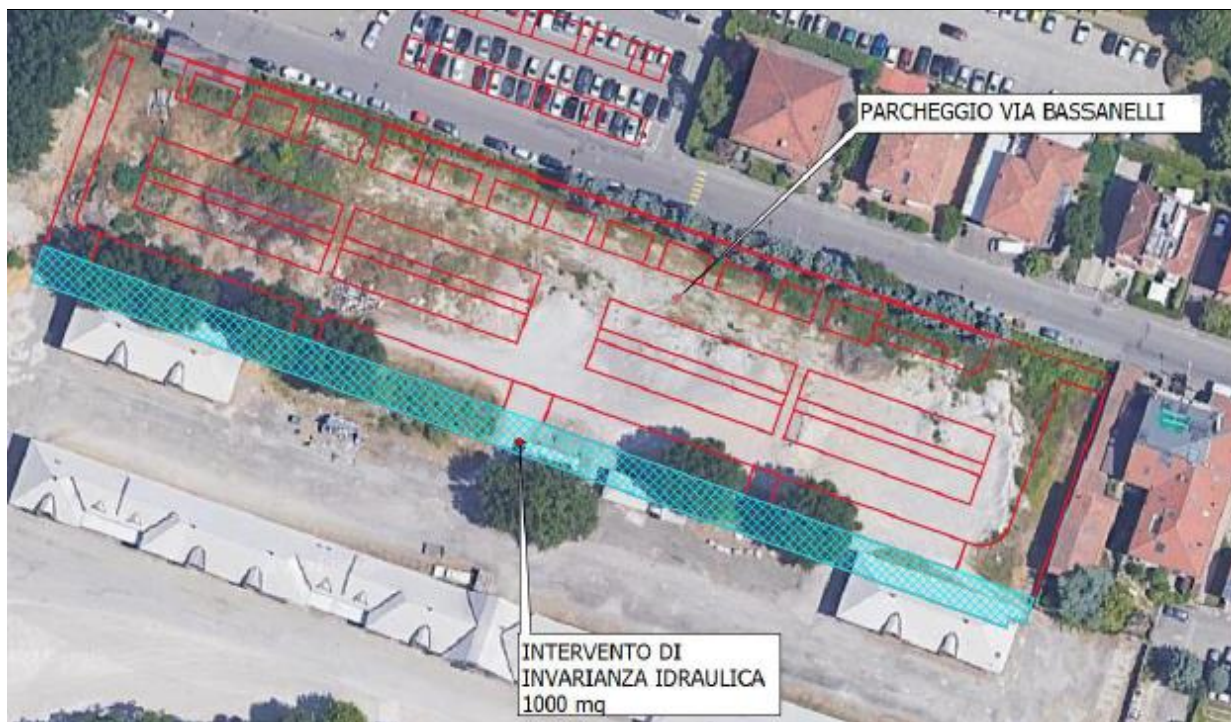 PARCHEGGIO VIA BASSANELLI
INTERVENTO DI
INVARIANZA IDRAULICA
1000 mq